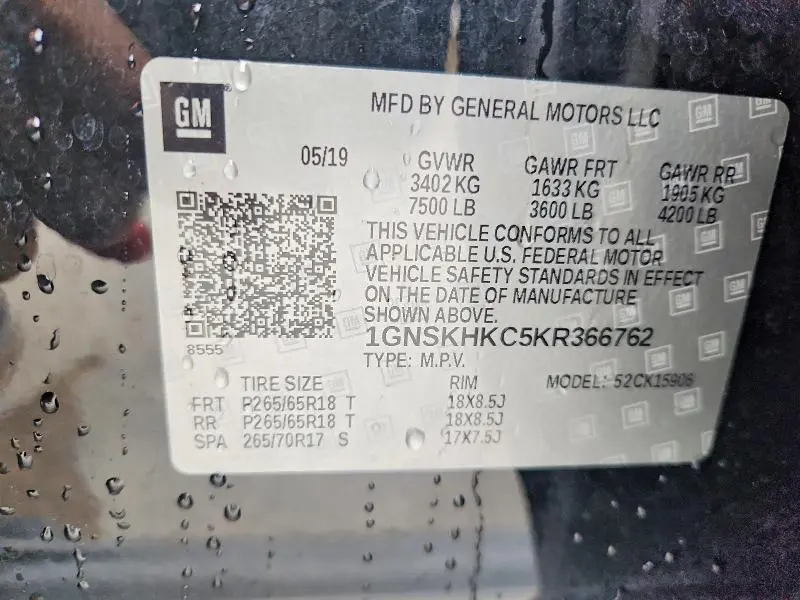 GM
MFD BY GENERAL MOTORS LLC
05/19 GVWR GAWR FRT GAWR RR
3402 KG 1633 KG 1905 KG
7500 LB 3600 LB 4200 LB
THIS VEHICLE CONFORMS TO ALL
APPLICABLE U.S. FEDERAL MOTOR
VEHICLE SAFETY STANDARDS IN EFFECT
ON THE DATE OF MANUFACTURE
SHOWN ABOVE.
1GNSKHKC5KR366762
8555
TYPE: M.P.V.
TIRE SIZE RIM MODEL: 52CK15906
FRT P265/65R18 T 18X8.5J
RR P265/65R18 T 18X8.5J
SPA 265/70R17 S 17X7.5J